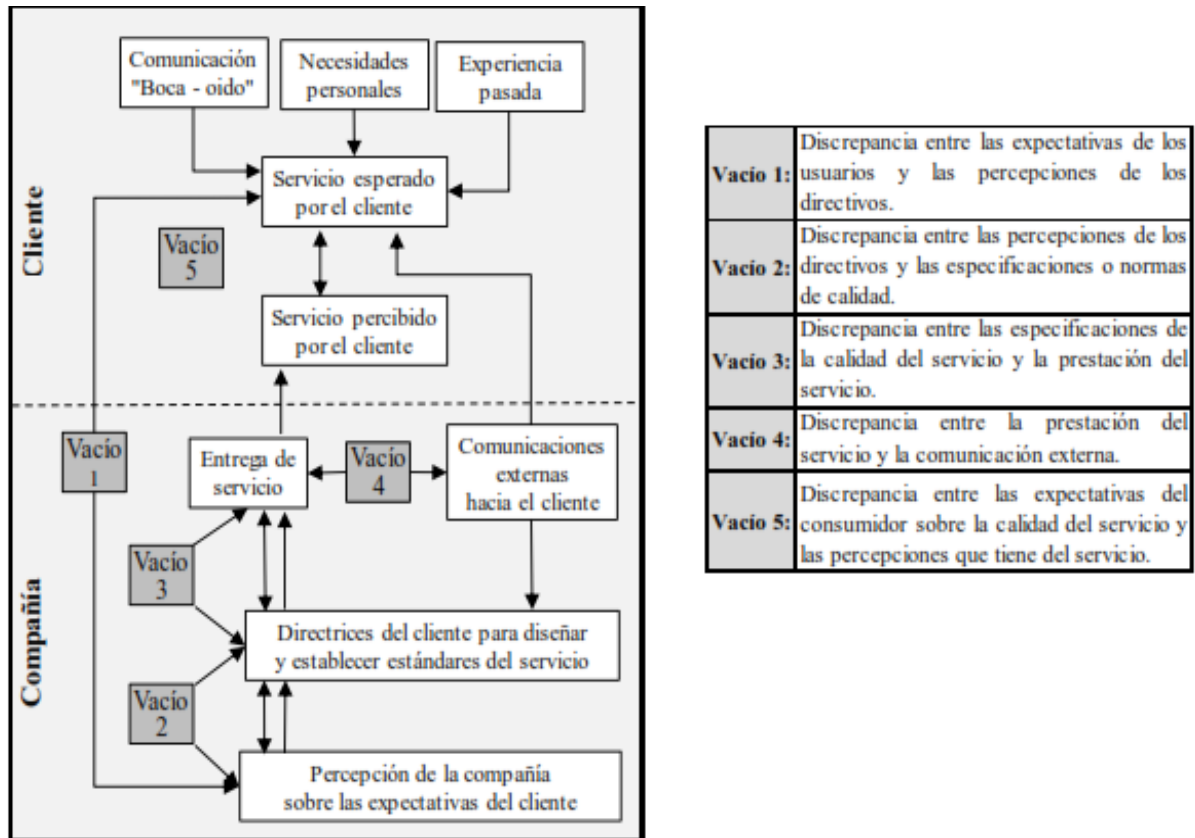 Comunicación
"Boca - oido"
Necesidades
personales
Experiencia
pasada
Cliente
Servicio esperado
por el cliente
Vacío
5
Servicio percibido
por el cliente
Compañía
Vacío
1
Entrega de
servicio
Vacío
4
Comunicaciones
externas
hacia el cliente
Vacío
3
Directrices del cliente para diseñar
y establecer estándares del servicio
Vacío
2
Percepción de la compañía
sobre las expectativas del cliente
Vacío 1:
Discrepancia entre las expectativas de los
usuarios y las percepciones de los
directivos.
Vacío 2:
Discrepancia entre las percepciones de los
directivos y las especificaciones o normas
de calidad.
Vacío 3:
Discrepancia entre las especificaciones de
la calidad del servicio y la prestación del
servicio.
Vacío 4:
Discrepancia entre la prestación del
servicio y la comunicación externa.
Vacío 5:
Discrepancia entre las expectativas del
consumidor sobre la calidad del servicio y
las percepciones que tiene del servicio.